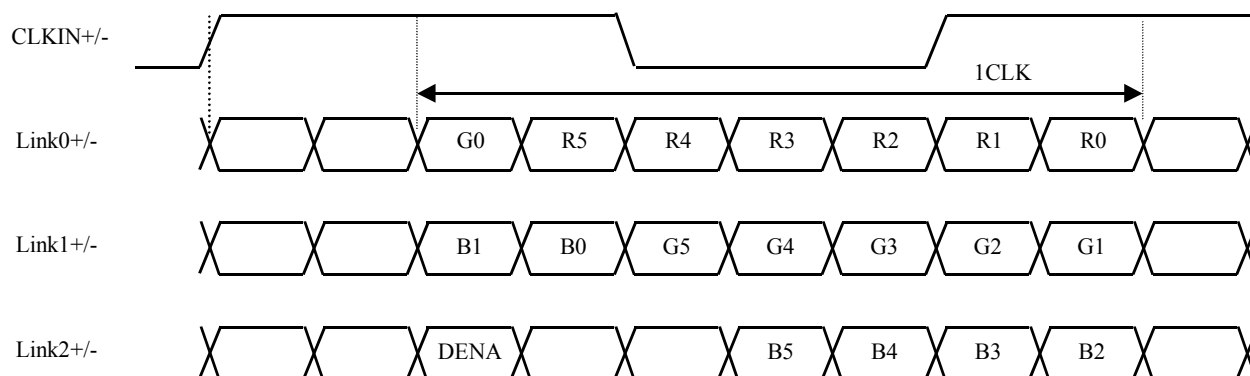 CLKIN+/-
1CLK
Link0+/- G0 R5 R4 R3 R2 R1 R0
Link1+/- B1 B0 G5 G4 G3 G2 G1
Link2+/- DENA B5 B4 B3 B2